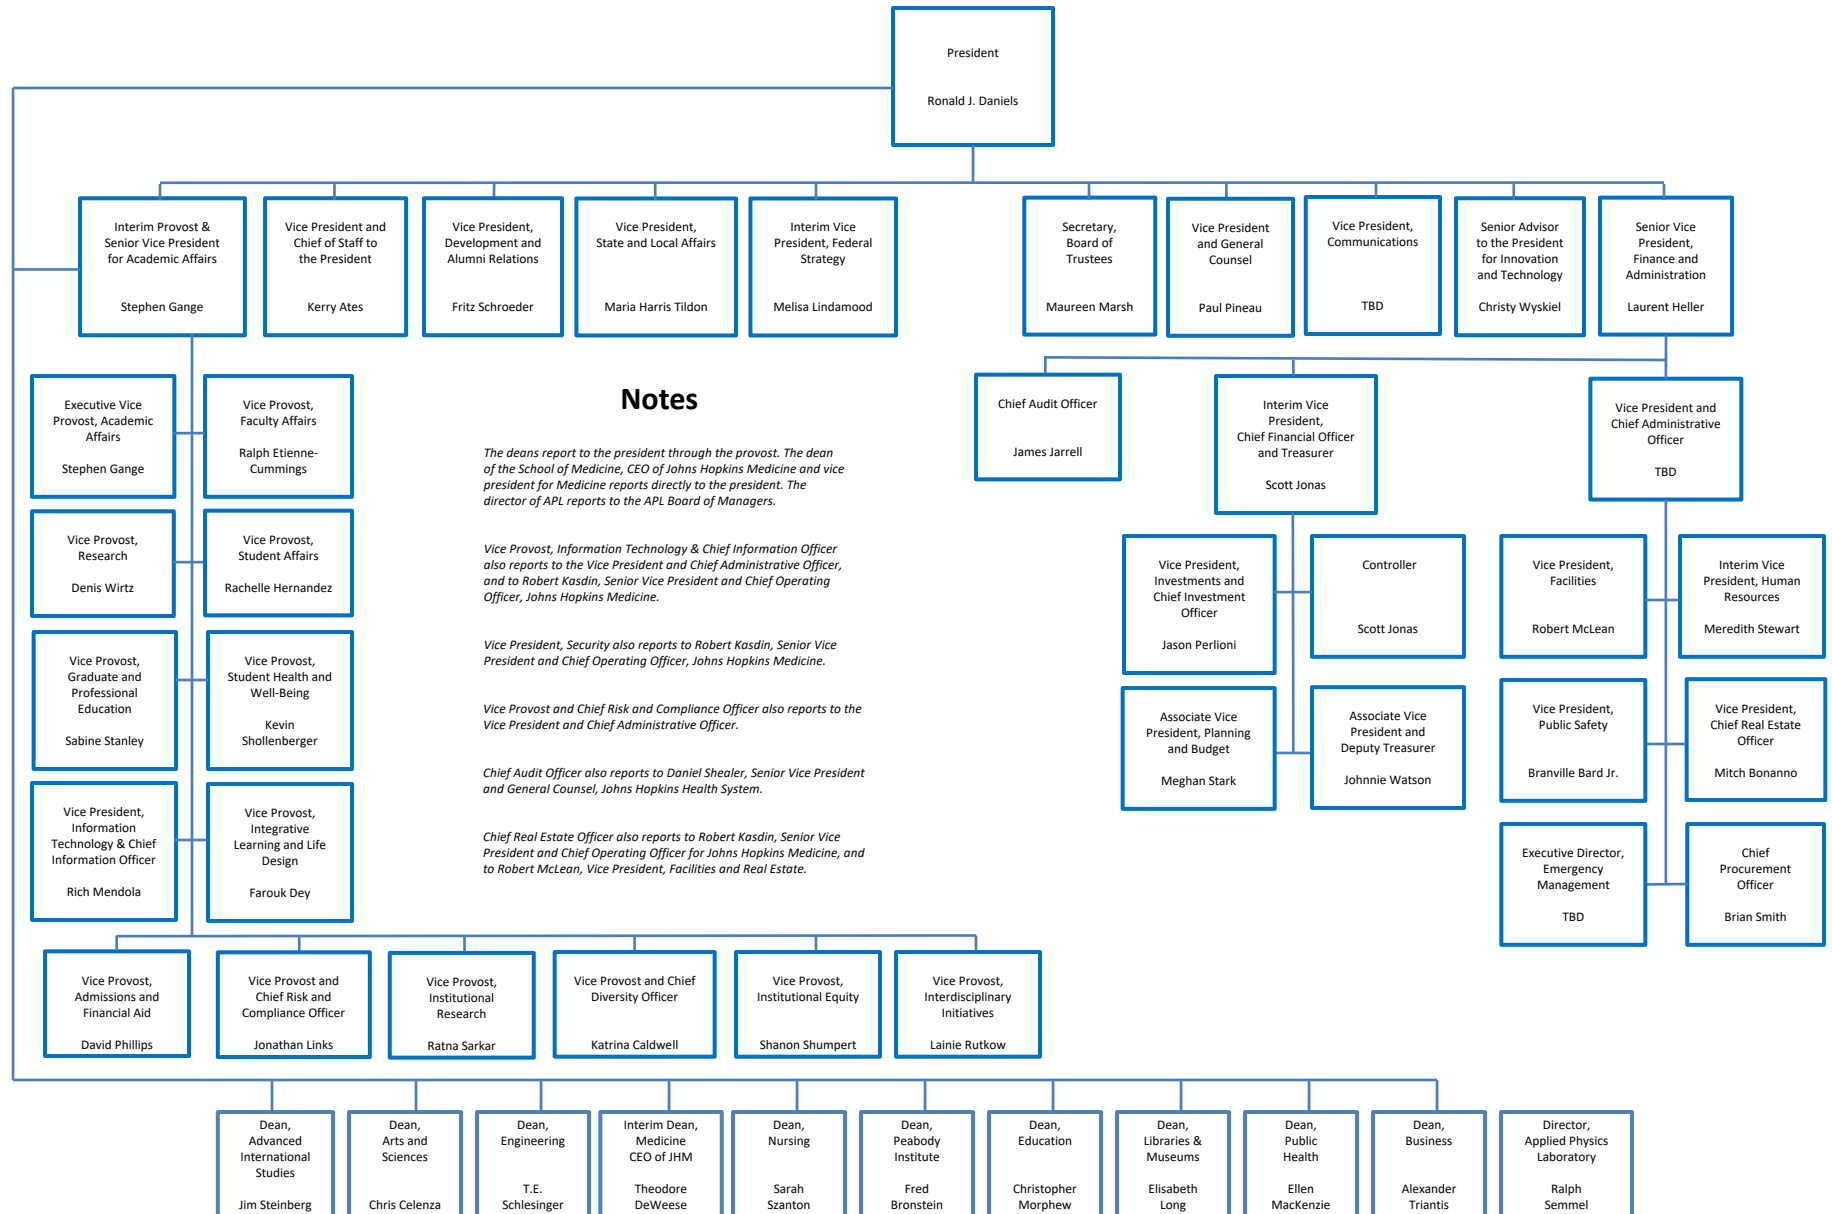 President
Ronald J. Daniels
Interim Provost &
Senior Vice President
for Academic Affairs
Stephen Gange
Vice President and
Chief of Staff to
the President
Kerry Ates
Vice President,
Development and
Alumni Relations
Fritz Schroeder
Vice President,
State and Local Affairs
Maria Harris Tildon
Interim Vice
President, Federal
Strategy
Melisa Lindamood
Secretary,
Board of
Trustees
Maureen Marsh
Vice President
and General
Counsel
Paul Pineau
Vice President,
Communications
TBD
Senior Advisor
to the President
for Innovation
and Technology
Christy Wyskiel
Senior Vice
President,
Finance and
Administration
Laurent Heller
Executive Vice
Provost, Academic
Affairs
Stephen Gange
Vice Provost,
Faculty Affairs
Ralph Etienne-
Cummings
Vice Provost,
Research
Denis Wirtz
Vice Provost,
Student Affairs
Rachelle Hernandez
Vice Provost,
Graduate and
Professional
Education
Sabine Stanley
Vice Provost,
Student Health and
Well-Being
Kevin
Shollenberger
Vice President,
Information
Technology & Chief
Information Officer
Rich Mendola
Vice Provost,
Integrative
Learning and Life
Design
Farouk Dey
Notes
The deans report to the president through the provost. The dean
of the School of Medicine, CEO of Johns Hopkins Medicine and vice
president for Medicine reports directly to the president. The
director of APL reports to the APL Board of Managers.
Vice Provost, Information Technology & Chief Information Officer
also reports to the Vice President and Chief Administrative Officer,
and to Robert Kasdin, Senior Vice President and Chief Operating
Officer, Johns Hopkins Medicine.
Vice President, Security also reports to Robert Kasdin, Senior Vice
President and Chief Operating Officer, Johns Hopkins Medicine.
Vice Provost and Chief Risk and Compliance Officer also reports to the
Vice President and Chief Administrative Officer.
Chief Audit Officer also reports to Daniel Shealer, Senior Vice President
and General Counsel, Johns Hopkins Health System.
Chief Real Estate Officer also reports to Robert Kasdin, Senior Vice
President and Chief Operating Officer for Johns Hopkins Medicine, and
to Robert McLean, Vice President, Facilities and Real Estate.
Chief Audit Officer
James Jarrell
Interim Vice
President,
Chief Financial Officer
and Treasurer
Scott Jonas
Vice President and
Chief Administrative
Officer
TBD
Vice President,
Investments and
Chief Investment
Officer
Jason Perlioni
Controller
Scott Jonas
Associate Vice
President, Planning
and Budget
Meghan Stark
Associate Vice
President and
Deputy Treasurer
Johnnie Watson
Vice President,
Facilities
Robert McLean
Interim Vice
President, Human
Resources
Meredith Stewart
Vice President,
Public Safety
Branville Bard Jr.
Vice President,
Chief Real Estate
Officer
Mitch Bonanno
Executive Director,
Emergency
Management
TBD
Chief
Procurement
Officer
Brian Smith
Vice Provost,
Admissions and
Financial Aid
David Phillips
Vice Provost and
Chief Risk and
Compliance Officer
Jonathan Links
Vice Provost,
Institutional
Research
Ratna Sarkar
Vice Provost and Chief
Diversity Officer
Katrina Caldwell
Vice Provost,
Institutional Equity
Shanon Shumpert
Vice Provost,
Interdisciplinary
Initiatives
Lainie Rutkow
Dean,
Advanced
International
Studies
Jim Steinberg
Dean,
Arts and
Sciences
Chris Celenza
Dean,
Engineering
T.E.
Schlesinger
Interim Dean,
Medicine
CEO of JHM
Theodore
DeWeese
Dean,
Nursing
Sarah
Szanton
Dean,
Peabody
Institute
Fred
Bronstein
Dean,
Education
Christopher
Morphew
Dean,
Libraries &
Museums
Elisabeth
Long
Dean,
Public
Health
Ellen
MacKenzie
Dean,
Business
Alexander
Triantis
Director,
Applied Physics
Laboratory
Ralph
Semmel